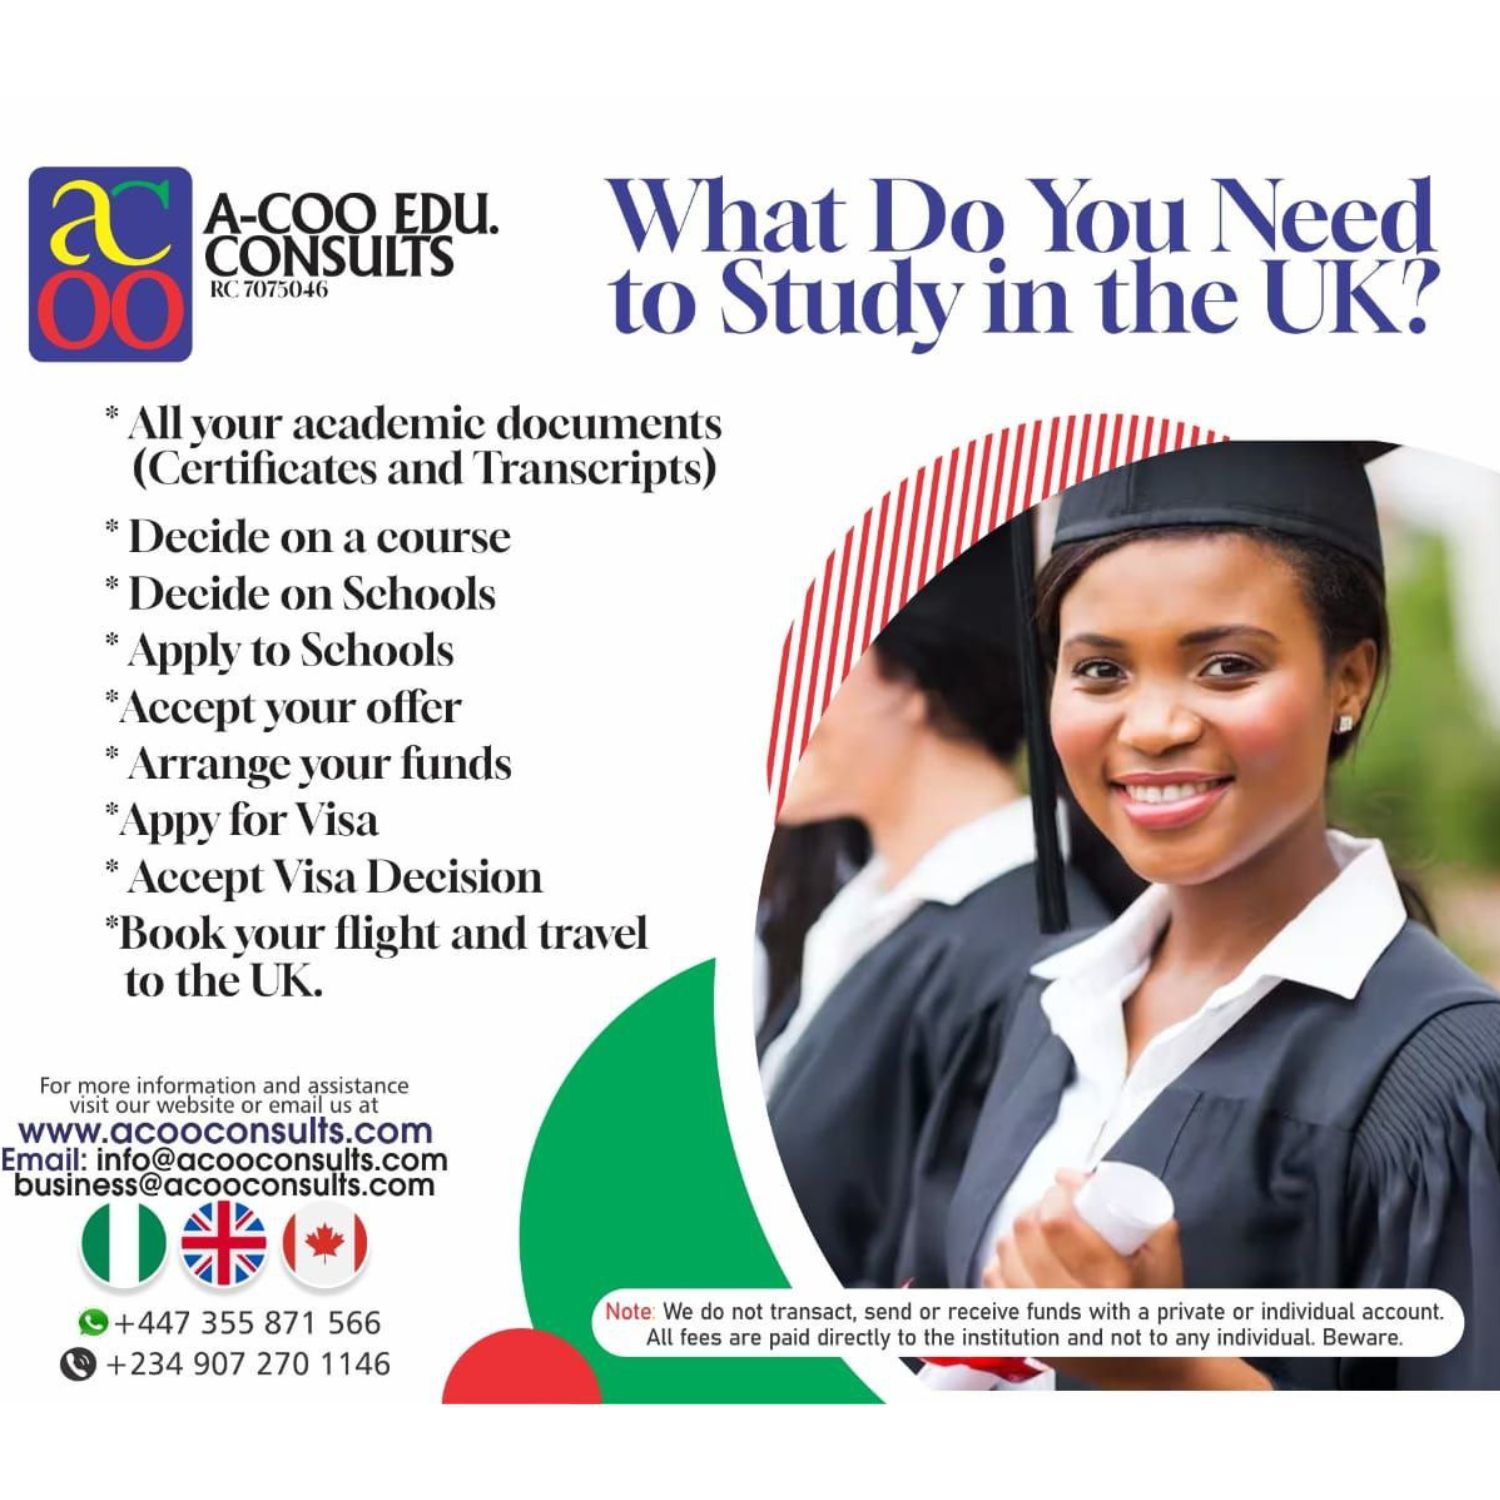 ac
oo
A-COO EDU.
CONSULTS
RC 7075046
What Do You Need
to Study in the UK?
* All your academic documents
(Certificates and Transcripts)
* Decide on a course
* Decide on Schools
* Apply to Schools
*Accept your offer
* Arrange your funds
*Appy for Visa
* Accept Visa Decision
*Book your flight and travel
to the UK.
For more information and assistance
visit our website or email us at
www.acooconsults.com
Email: info@acooconsults.com
business@acooconsults.com
+447 355 871 566
+234 907 270 1146
Note: We do not transact, send or receive funds with a private or individual account.
All fees are paid directly to the institution and not to any individual. Beware.